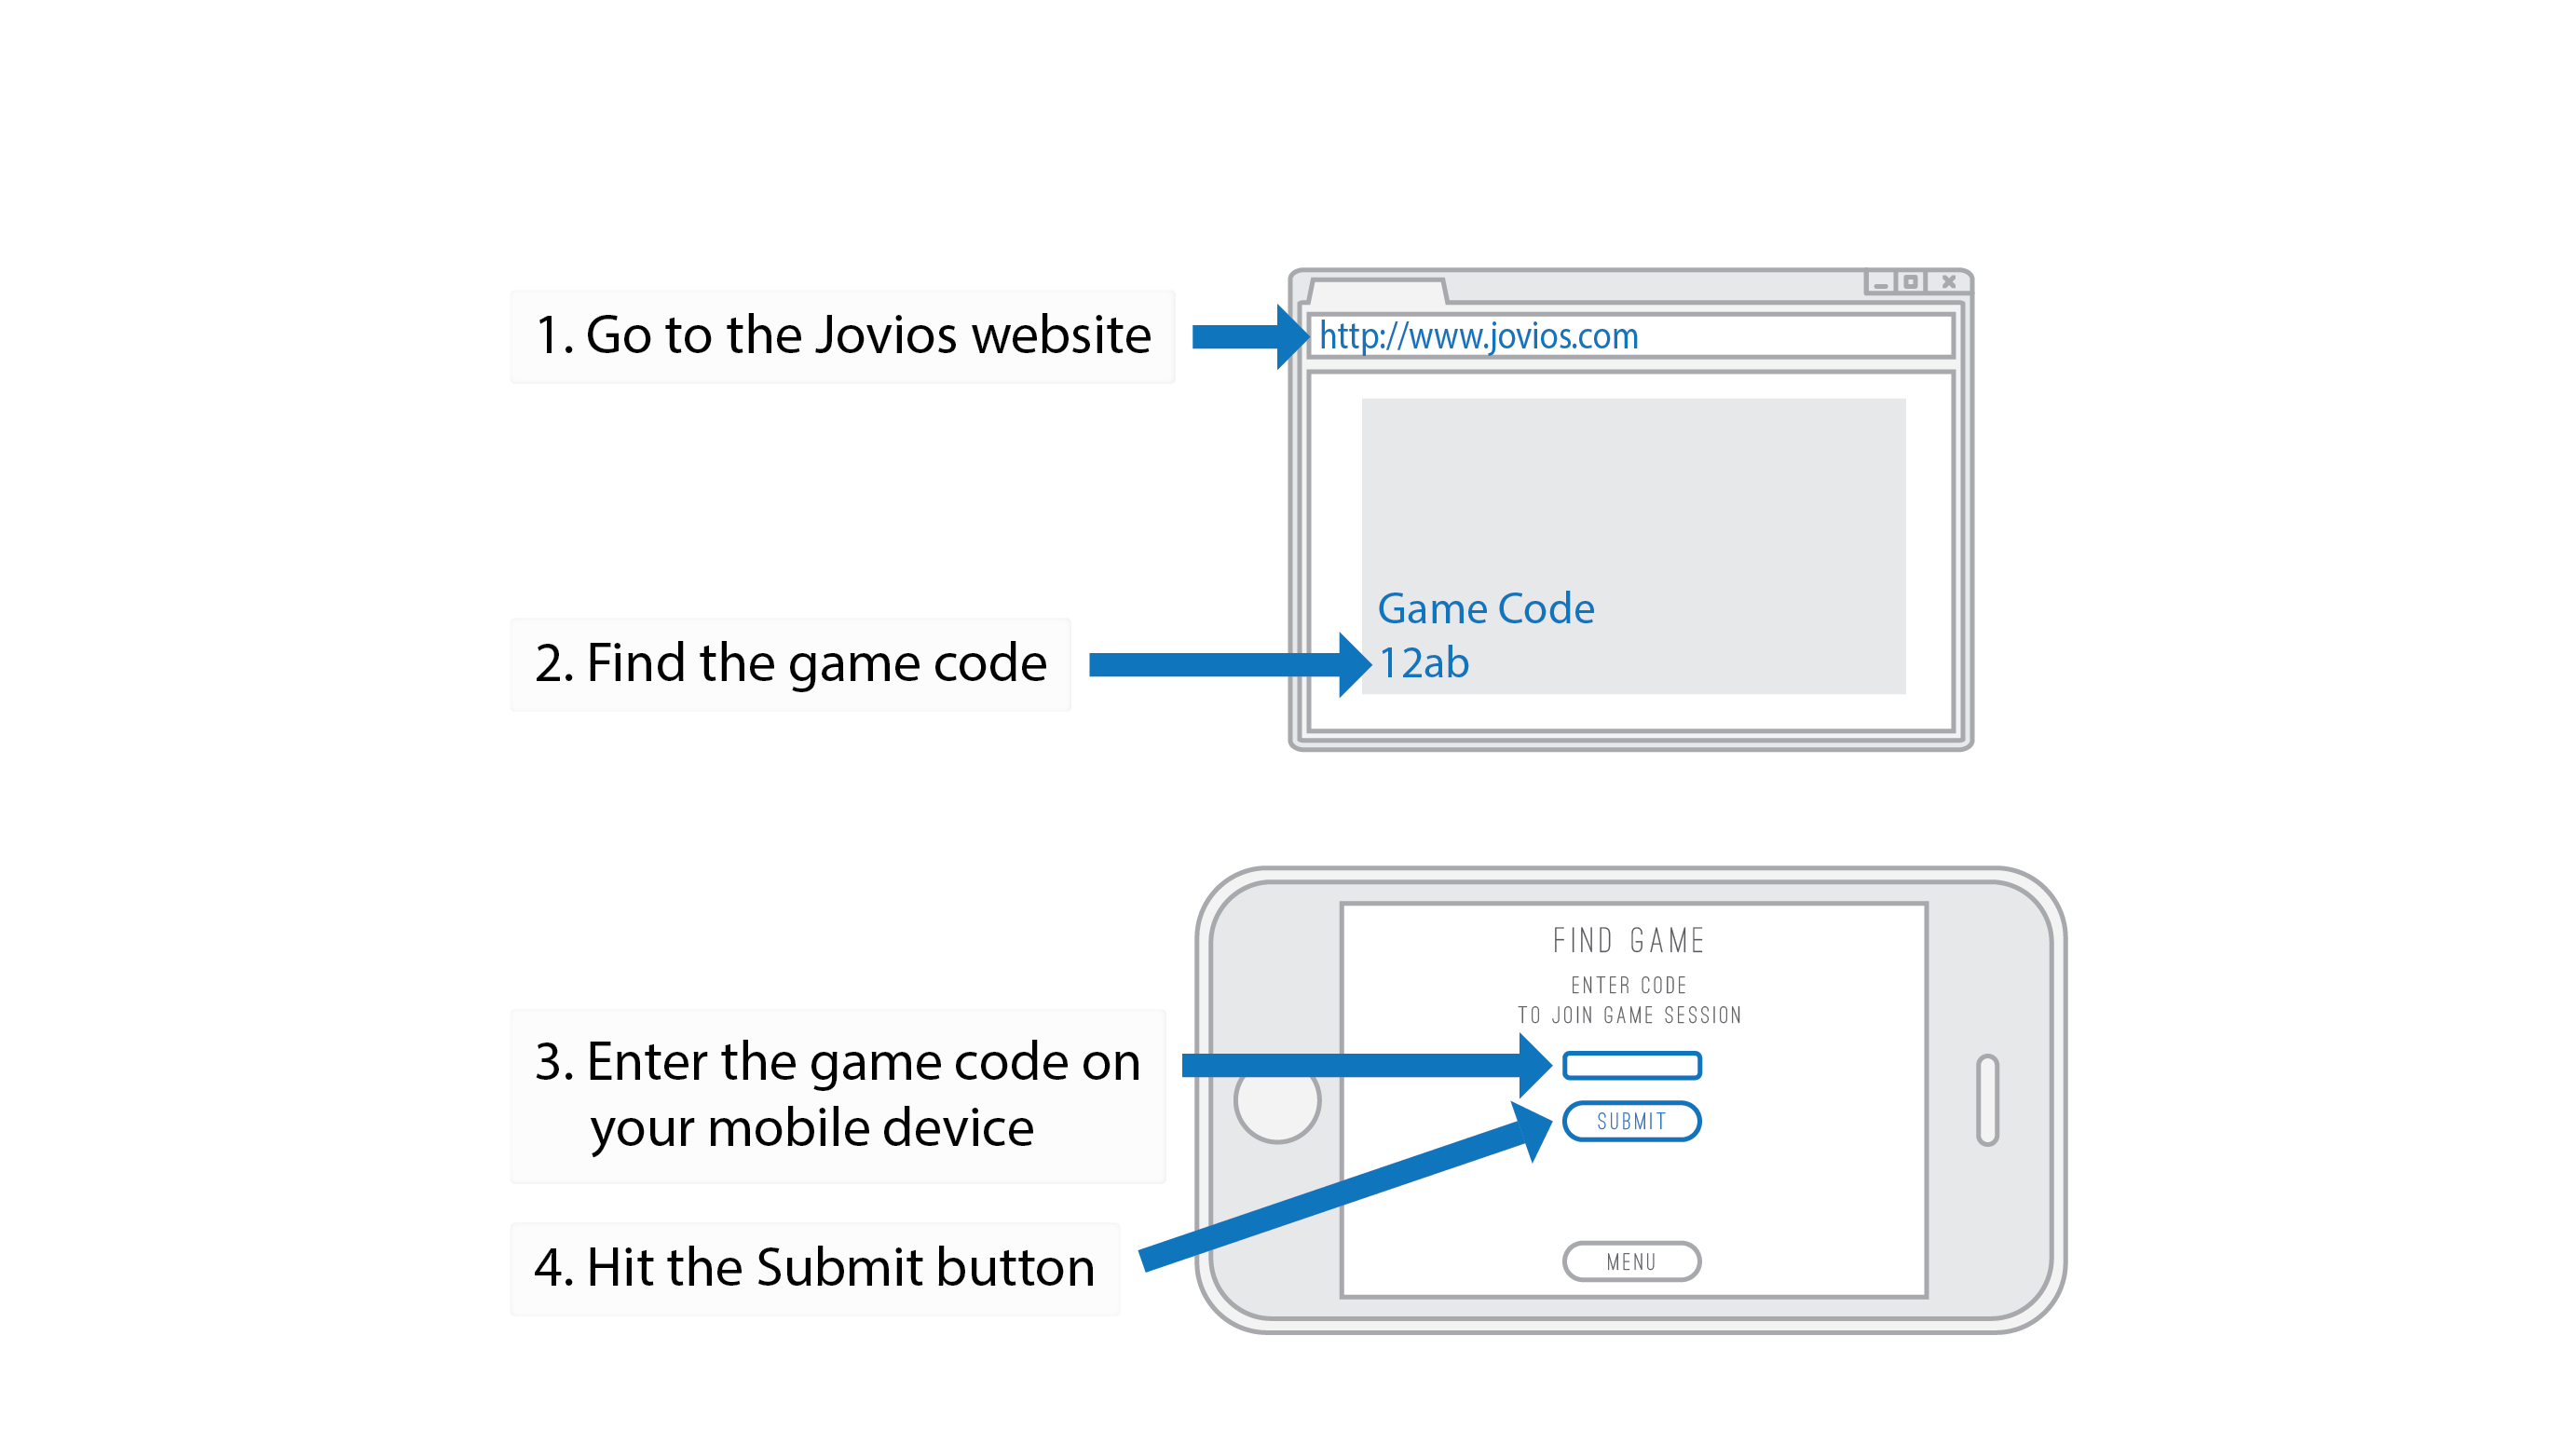 1. Go to the Jovios website
http://www.jovios.com
Game Code
2. Find the game code
12ab
FIND GAME
ENTER CODE
TO JOIN GAME SESSION
3. Enter the game code on
your mobile device
SUBMIT
4. Hit the Submit button
MENU